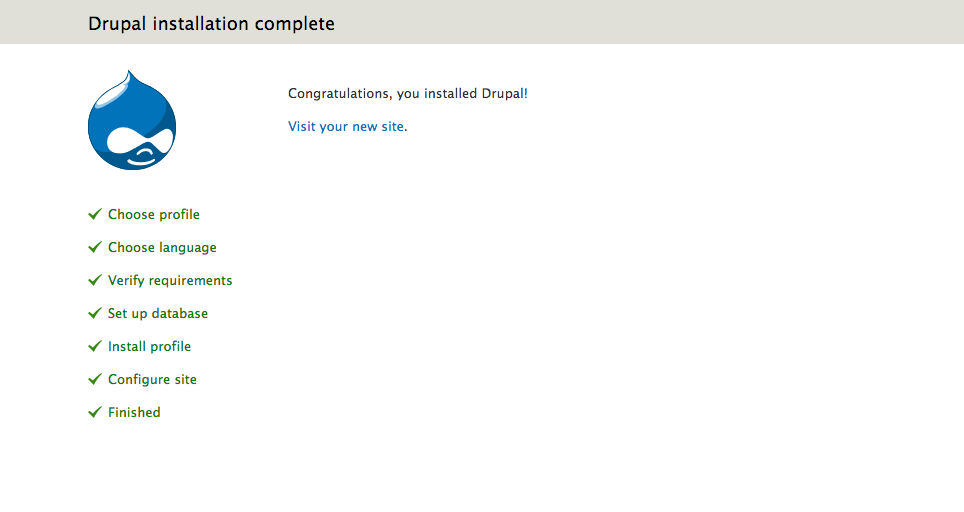 Drupal installation complete
Congratulations, you installed Drupal!
Visit your new site.
Choose profile
Choose language
Verify requirements
Set up database
Install profile
Configure site
Finished